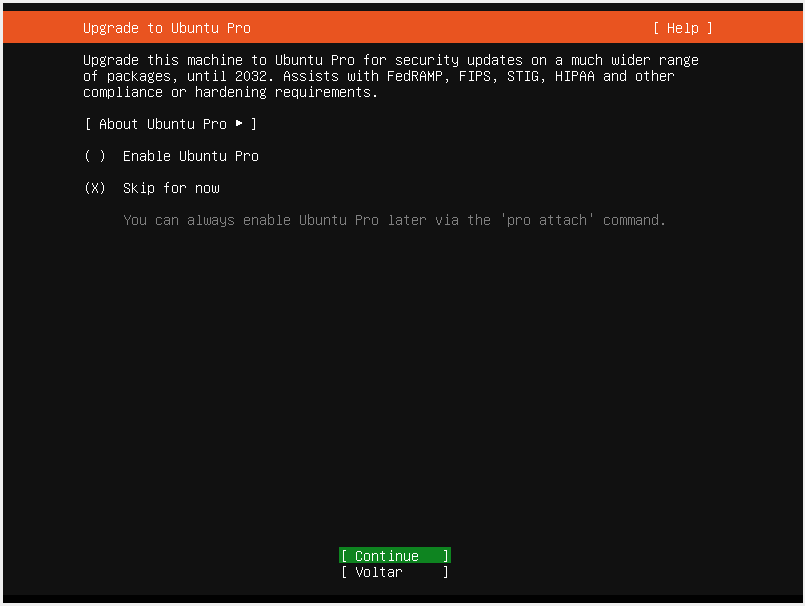 Upgrade to Ubuntu Pro [ Help ]
Upgrade this machine to Ubuntu Pro for security updates on a much wider range
of packages, until 2032. Assists with FedRAMP, FIPS, STIG, HIPAA and other
compliance or hardening requirements.
[ About Ubuntu Pro ► ]
( ) Enable Ubuntu Pro
(X) Skip for now
You can always enable Ubuntu Pro later via the 'pro attach' command.
[ Continue ]
[ Voltar ]